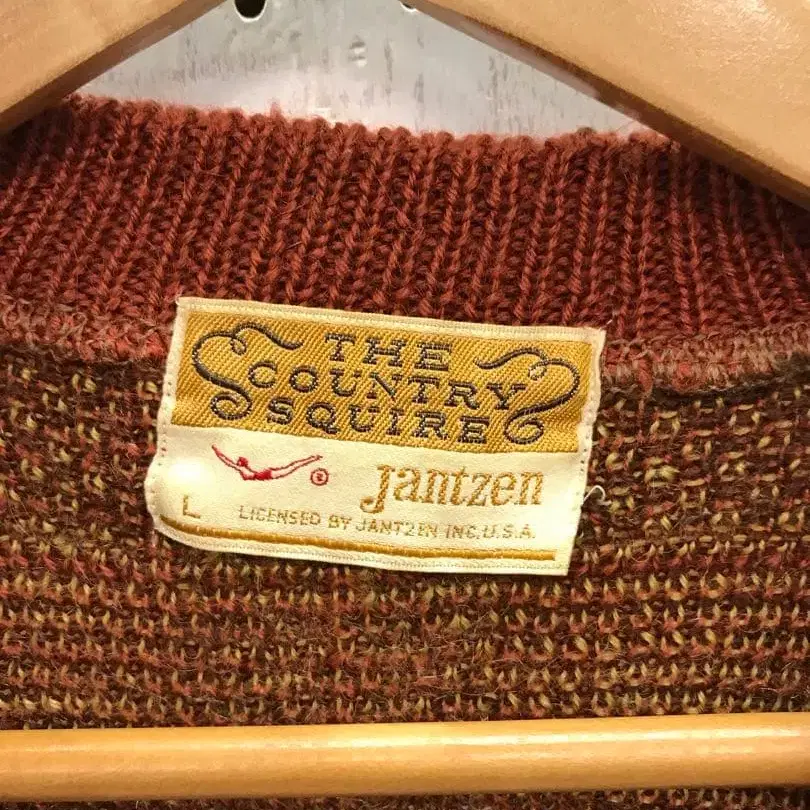 THE
COUNTRY
SQUIRE
®
Jantzen
L
LICENSED BY JANTZEN INC, U.S.A.